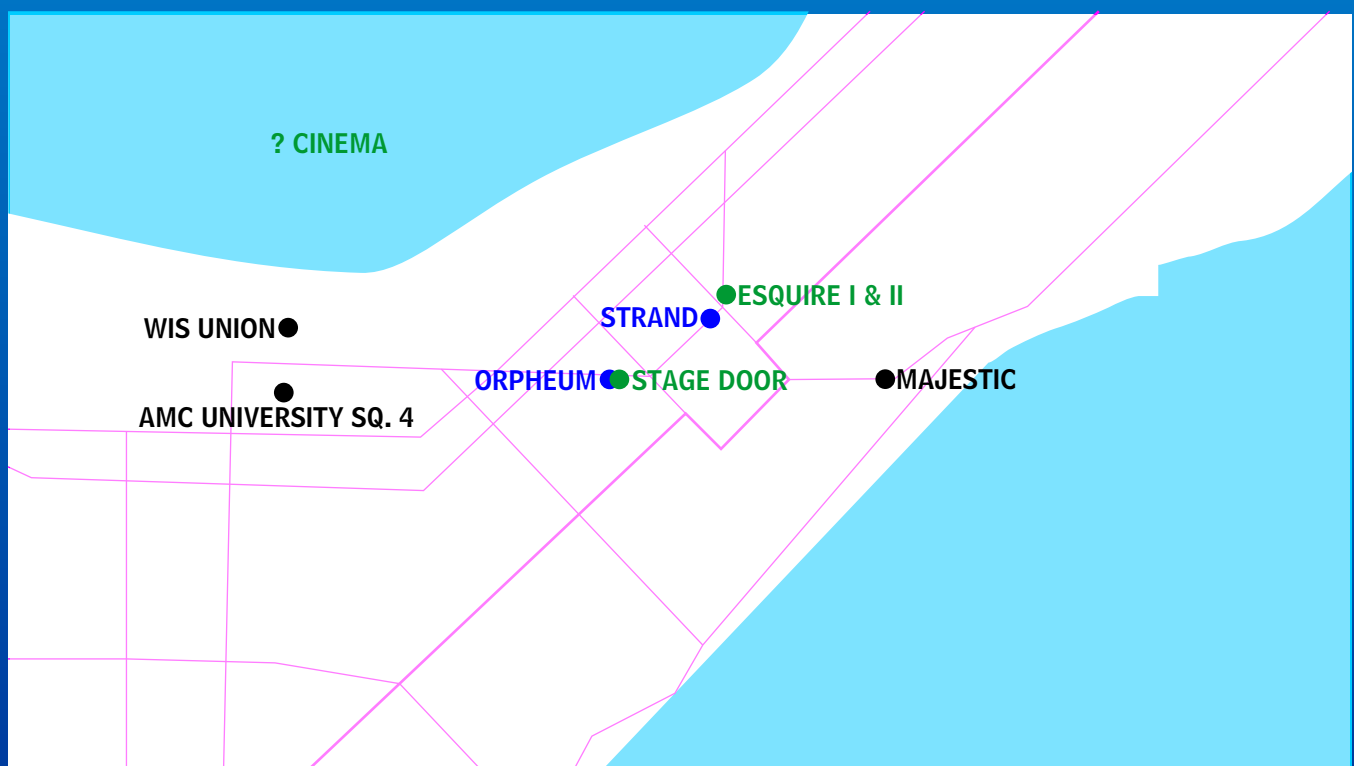 ? CINEMA
ESQUIRE I & II
STRAND
WIS UNION
ORPHEUM
STAGE DOOR
MAJESTIC
AMC UNIVERSITY SQ. 4